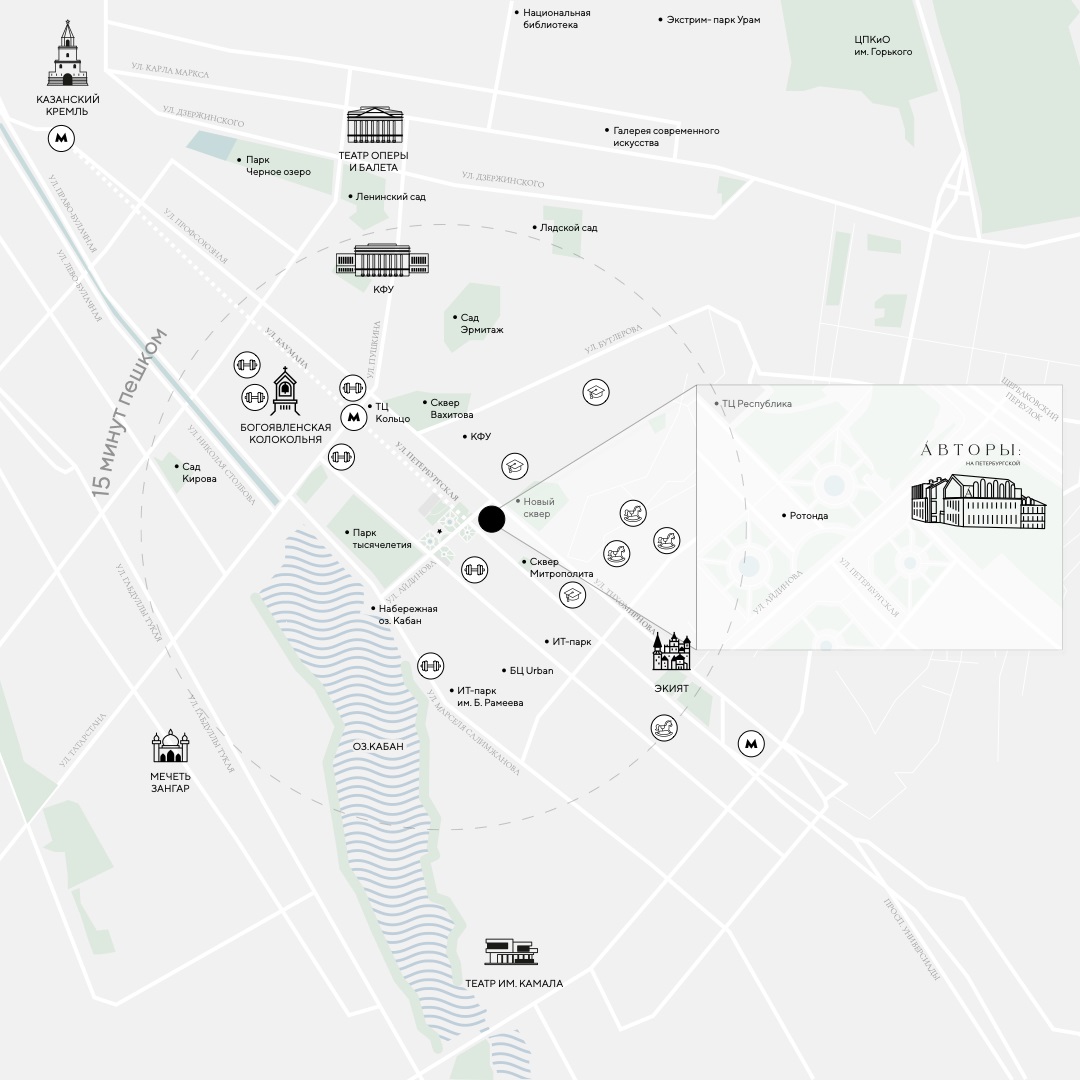 Национальная
библиотека
Экстрим- парк Урам
ЦПКиО
им. Горького
УЛ. КАРЛА МАРКСА
КАЗАНСКИЙ
КРЕМЛЬ
М
УЛ. ДЗЕРЖИНСКОГО
Галерея современного
искусства
ТЕАТР ОПЕРЫ
И БАЛЕТА
Парк
Черное озеро
УЛ. ДЗЕРЖИНСКОГО
Ленинский сад
УЛ. ПРАВО-БУЛАЧНАЯ
УЛ. ПРОФСОЮЗНАЯ
Лядской сад
УЛ. ЛЕВО-БУЛАЧНАЯ
КФУ
Сад
Эрмитаж
УЛ. БАУМАНА
УЛ. ПУШКИНА
УЛ. БУТЛЕРОВА
15 минут пешком
ЩЕРБАКОВСКИЙ
ПЕРЕУЛОК
ТЦ
Кольцо
М
Сквер
Вахитова
ТЦ Республика
БОГОЯВЛЕНСКАЯ
КОЛОКОЛЬНЯ
КФУ
АВТОРЫ:
НА ПЕТЕРБУРГСКОЙ
Сад
Кирова
УЛ. НИКОЛАЯ СТОЛБОВА
УЛ. ПЕТЕРБУРГСКАЯ
Новый
сквер
Ротонда
Парк
тысячелетия
Сквер
Митрополита
УЛ. АЙДИНОВА
УЛ. АЙДИНОВА
УЛ. ПЕТЕРБУРГСКАЯ
УЛ. ТИХОМИРНОВА
УЛ. ГАБДУЛЛЫ ТУКАЯ
Набережная
оз. Кабан
ИТ-парк
БЦ Urban
ЭКИЯТ
ИТ-парк
им. Б. Рамеева
УЛ. МАРСЕЛЯ САЛИМЖАНОВА
УЛ. ГАБДУЛЛЫ ТУКАЯ
УЛ. ТАТАРСТАНА
ОЗ.КАБАН
М
МЕЧЕТЬ
ЗАНГАР
ПРОСП. УНИВЕРСИАДЫ
ТЕАТР ИМ. КАМАЛА